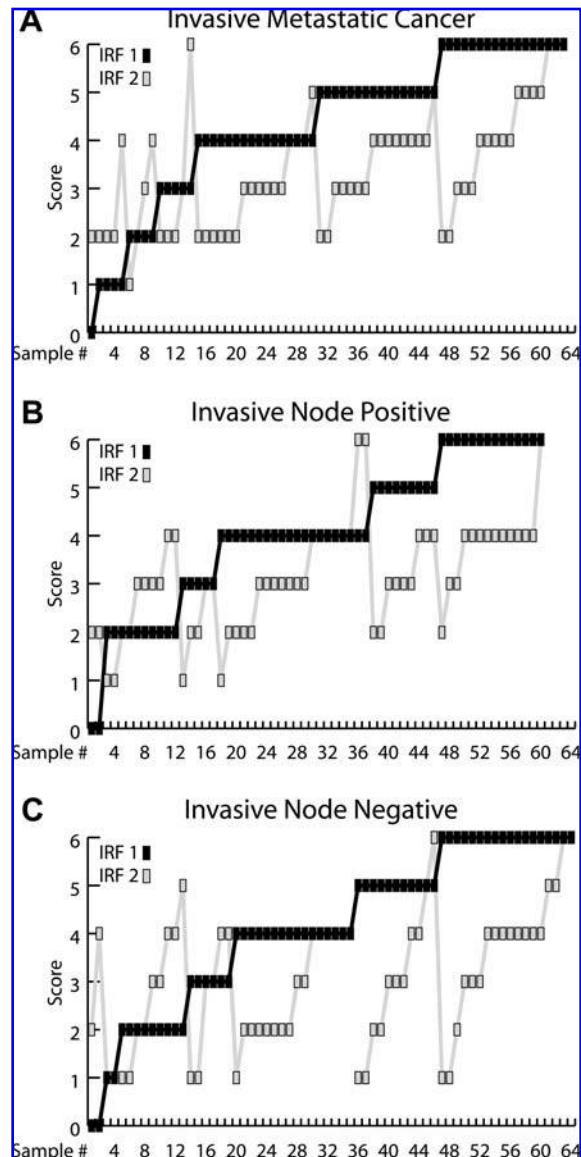 A Invasive Metastatic Cancer
6
IRF 1
IRF 2
5
4
Score
3
2
1
0
Sample # 4 8 12 16 20 24 28 32 36 40 44 48 52 56 60 64
B Invasive Node Positive
6
IRF 1
IRF 2
5
4
Score
3
2
1
0
Sample # 4 8 12 16 20 24 28 32 36 40 44 48 52 56 60 64
C Invasive Node Negative
6
IRF 1
IRF 2
5
4
Score
3
2
1
0
Sample # 4 8 12 16 20 24 28 32 36 40 44 48 52 56 60 64